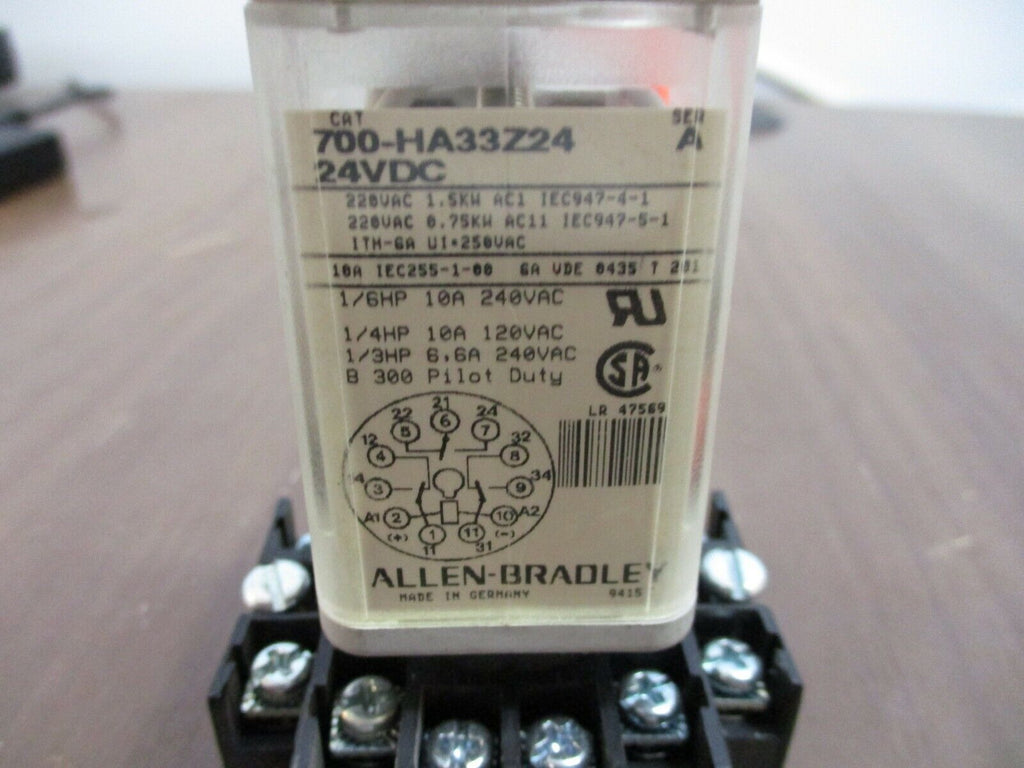 CAT SER
700-HA33Z24 A
24VDC
220VAC 1.5KW AC1 IEC947-4-1
220VAC 0.75KW AC11 IEC947-5-1
ITH-6A UI=250VAC
10A IEC255-1-00 6A VDE 0435 T 201
1/6HP 10A 240VAC
1/4HP 10A 120VAC
1/3HP 6.6A 240VAC
B 300 Pilot Duty
RU
SA®
LR 47569
21
22 6 24
5 7
12 32
4 8
4 3 9 34
A1 2 10 A2
(+) 1 11 (-)
11 31
ALLEN-BRADLEY
MADE IN GERMANY 9415